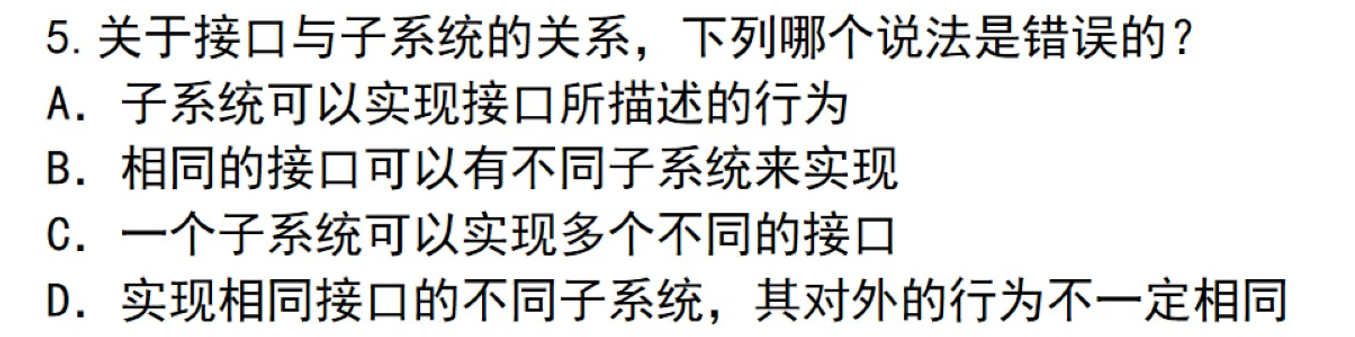 5. 关于接口与子系统的关系，下列哪个说法是错误的？
A. 子系统可以实现接口所描述的行为
B. 相同的接口可以有不同子系统来实现
C. 一个子系统可以实现多个不同的接口
D. 实现相同接口的不同子系统，其对外的行为不一定相同